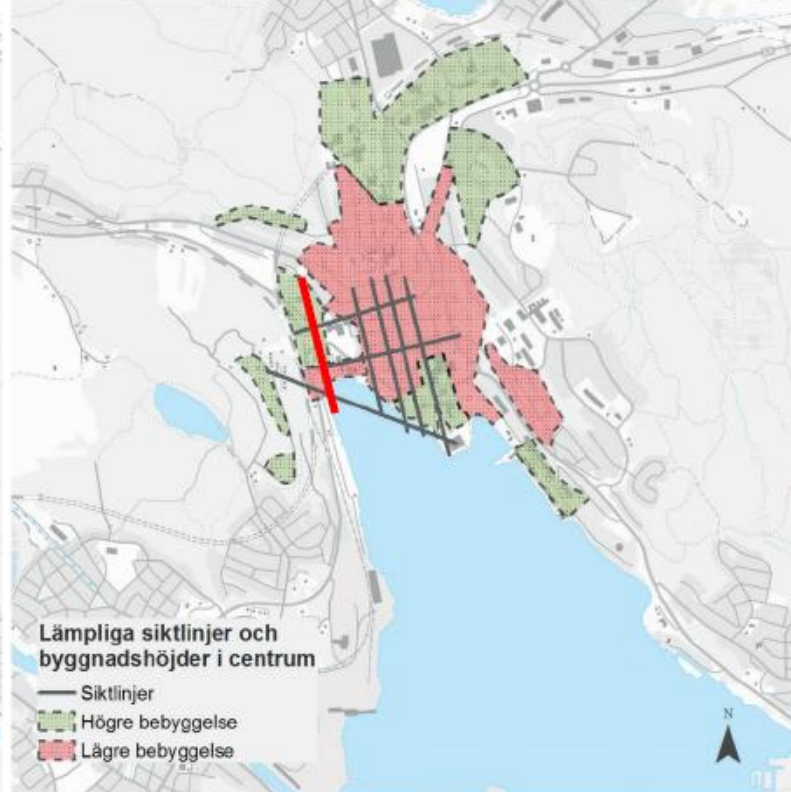 Lämpliga siktlinjer och
byggnadshöjder i centrum
Siktlinjer
Högre bebyggelse
Lägre bebyggelse
N